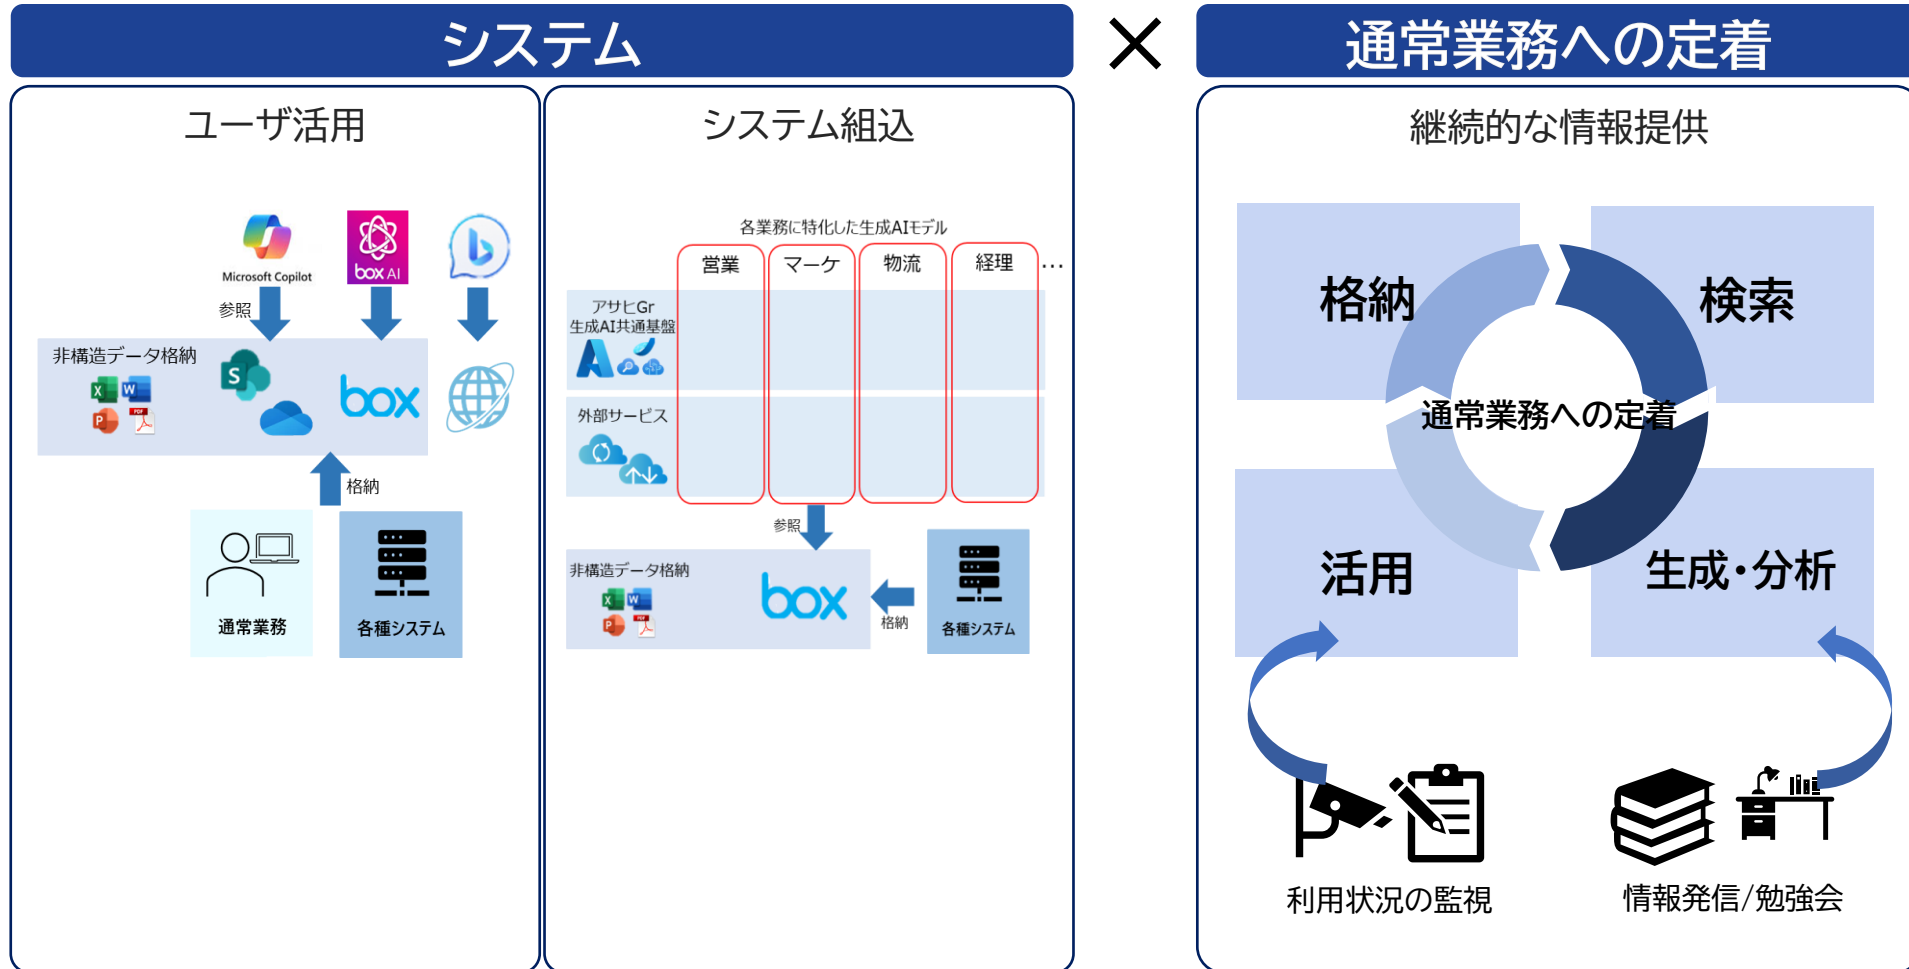 システム
×
通常業務への定着
ユーザ活用
Microsoft Copilot
box AI
b
参照
非構造データ格納
S
X
W
P
PDF
box
格納
通常業務
各種システム
システム組込
各業務に特化した生成AIモデル
営業
マーケ
物流
経理
…
アサヒGr
生成AI共通基盤
外部サービス
参照
非構造データ格納
X
W
P
PDF
box
格納
各種システム
継続的な情報提供
格納
検索
通常業務への定着
活用
生成・分析
利用状況の監視
情報発信/勉強会